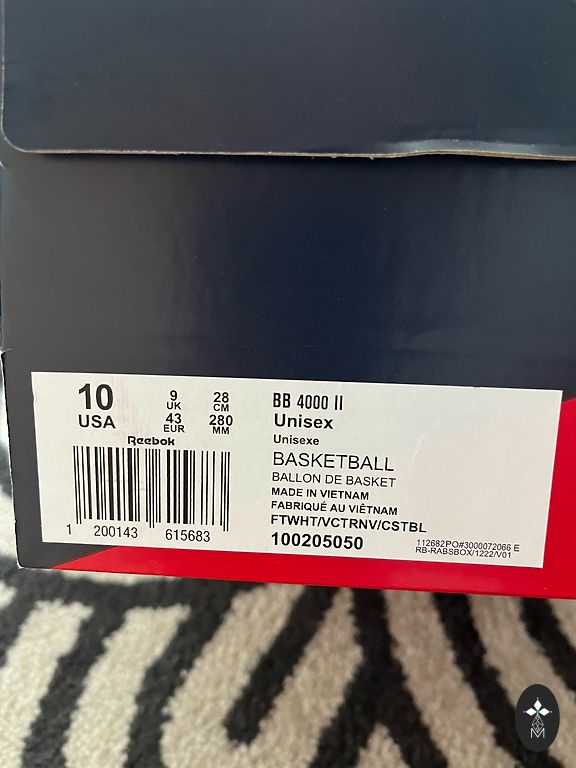 10
USA
9
UK
43
EUR
28
CM
280
MM
Reebok
1 200143 615683
BB 4000 II
Unisex
Unisexe
BASKETBALL
BALLON DE BASKET
MADE IN VIETNAM
FABRIQUÉ AU VIÊTNAM
FTWHT/VCTRNV/CSTBL
100205050
112682PO#3000072066 E
RB-RABSBOX/1222/V01
M